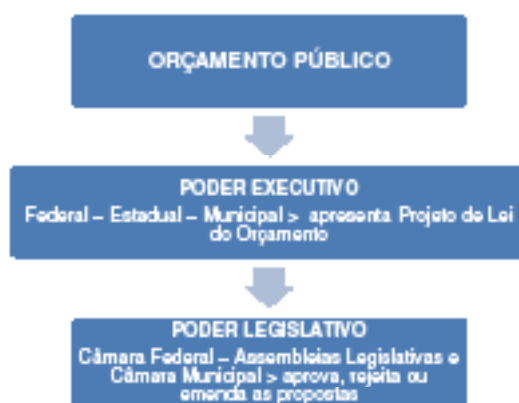 ORÇAMENTO PÚBLICO
PODER EXECUTIVO
Federal – Estadual – Municipal > apresenta Projeto de Lei
do Orçamento
PODER LEGISLATIVO
Câmara Federal – Assembleias Legislativas e
Câmara Municipal > aprova, rejeita ou
emenda as propostas